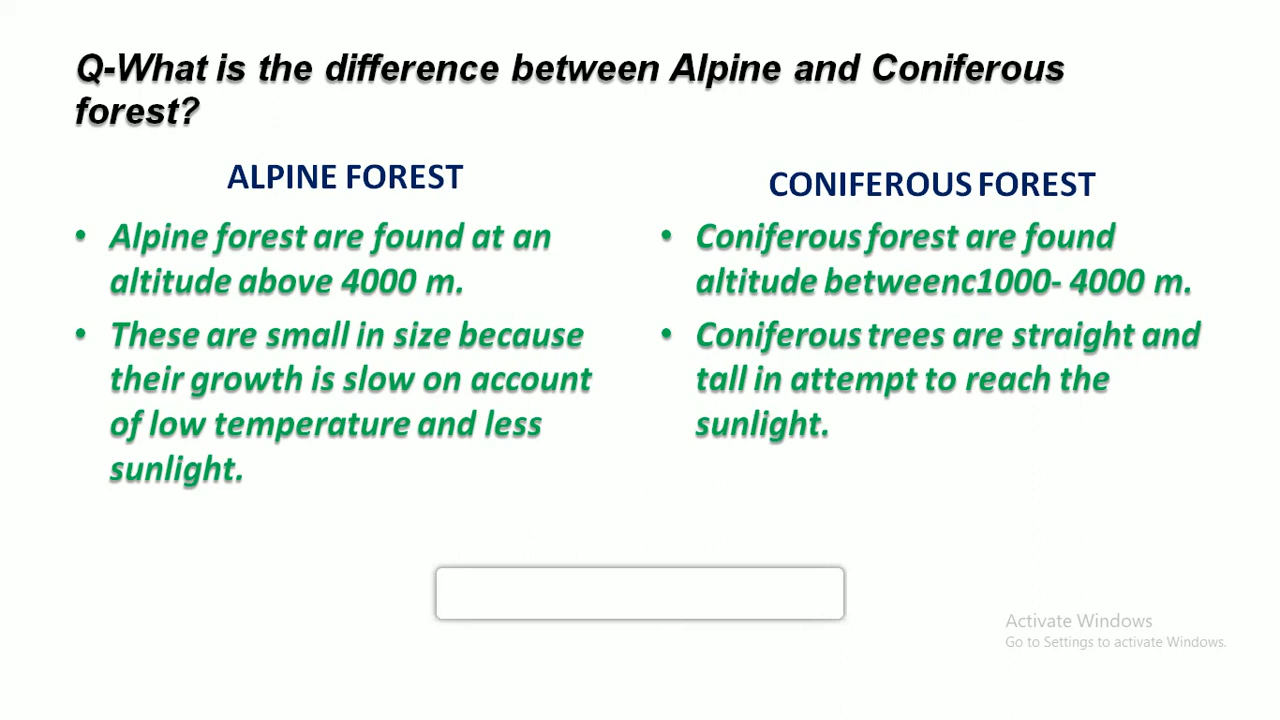 Q-What is the difference between Alpine and Coniferous
forest?
ALPINE FOREST
• Alpine forest are found at an
altitude above 4000 m.
• These are small in size because
their growth is slow on account
of low temperature and less
sunlight.
CONIFEROUS FOREST
• Coniferous forest are found
altitude betweenc1000- 4000 m.
• Coniferous trees are straight and
tall in attempt to reach the
sunlight.
Activate Windows
Go to Settings to activate Windows.